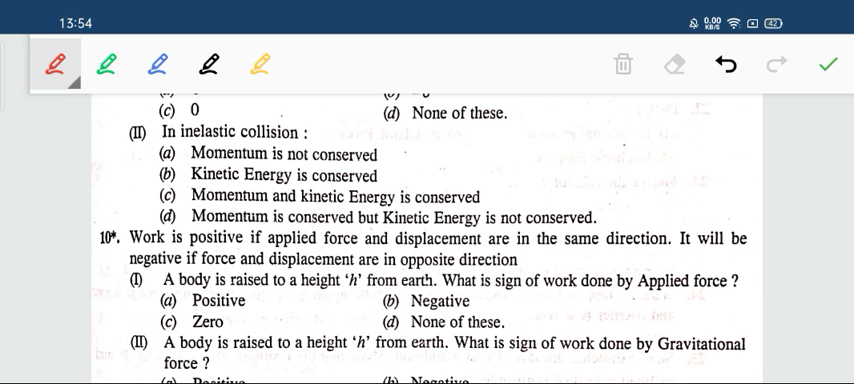 13:54
0.00
KB/S
42
(c) 0
(d) None of these.
(II) In inelastic collision :
(a) Momentum is not conserved
(b) Kinetic Energy is conserved
(c) Momentum and kinetic Energy is conserved
(d) Momentum is conserved but Kinetic Energy is not conserved.
10*. Work is positive if applied force and displacement are in the same direction. It will be
negative if force and displacement are in opposite direction
(I) A body is raised to a height ‘h’ from earth. What is sign of work done by Applied force ?
(a) Positive (b) Negative
(c) Zero (d) None of these.
(II) A body is raised to a height ‘h’ from earth. What is sign of work done by Gravitational
force ?
(a) Positive (b) Negative